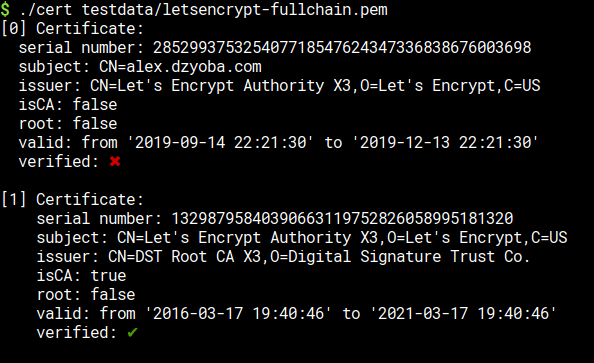 $ ./cert testdata/letsencrypt-fullchain.pem
[0] Certificate:
serial number: 285299375325407718547624347336838676003698
subject: CN=alex.dzyoba.com
issuer: CN=Let's Encrypt Authority X3,O=Let's Encrypt,C=US
isCA: false
root: false
valid: from '2019-09-14 22:21:30' to '2019-12-13 22:21:30'
verified: ✖
[1] Certificate:
serial number: 13298795840390663119752826058995181320
subject: CN=Let's Encrypt Authority X3,O=Let's Encrypt,C=US
issuer: CN=DST Root CA X3,O=Digital Signature Trust Co.
isCA: true
root: false
valid: from '2016-03-17 19:40:46' to '2021-03-17 19:40:46'
verified: ✔